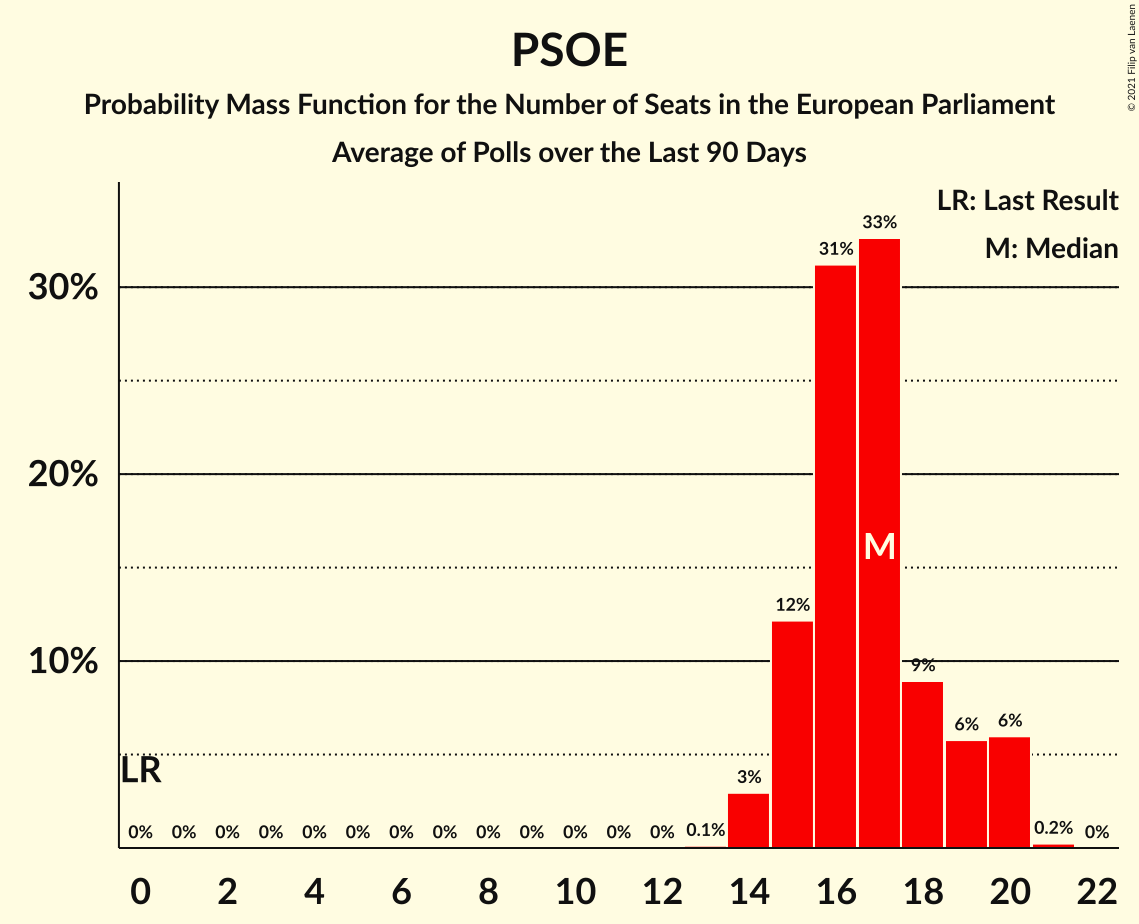 PSOE
Probability Mass Function for the Number of Seats in the European Parliament
Average of Polls over the Last 90 Days
© 2021 Filip van Laenen
LR: Last Result
M: Median
30%
20%
10%
LR
M
0% 0% 0% 0% 0% 0% 0% 0% 0% 0% 0% 0% 0% 0.1% 3% 12% 31% 33% 9% 6% 6% 0.2% 0%
0 2 4 6 8 10 12 14 16 18 20 22